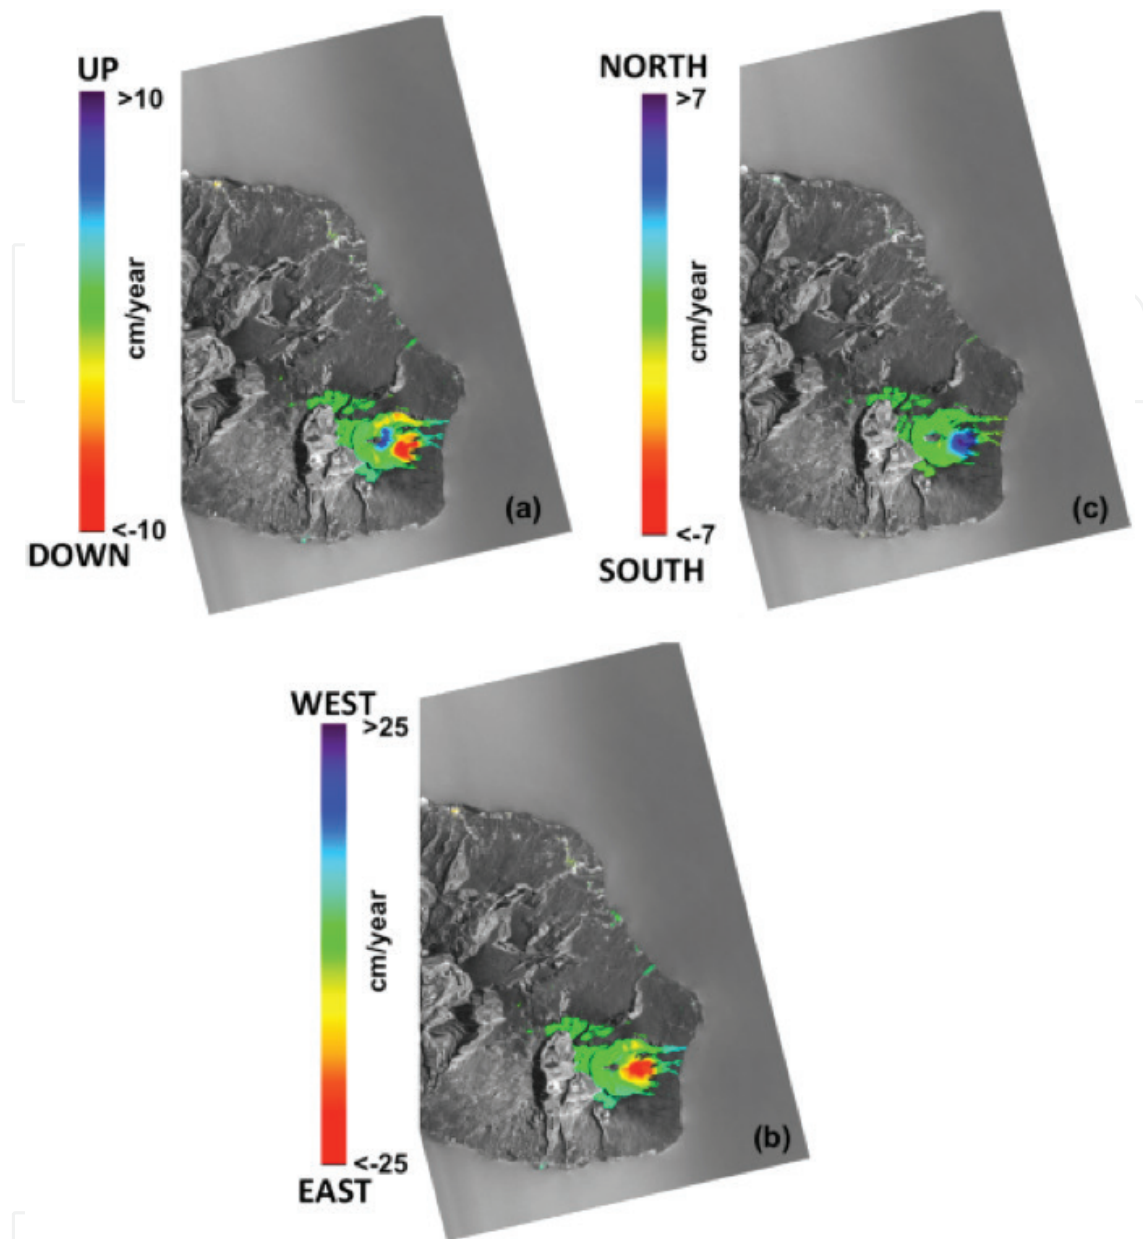 UP
>10
cm/year
<-10
DOWN
(a)
NORTH
>7
cm/year
<-7
SOUTH
(c)
WEST
>25
cm/year
<-25
EAST
(b)